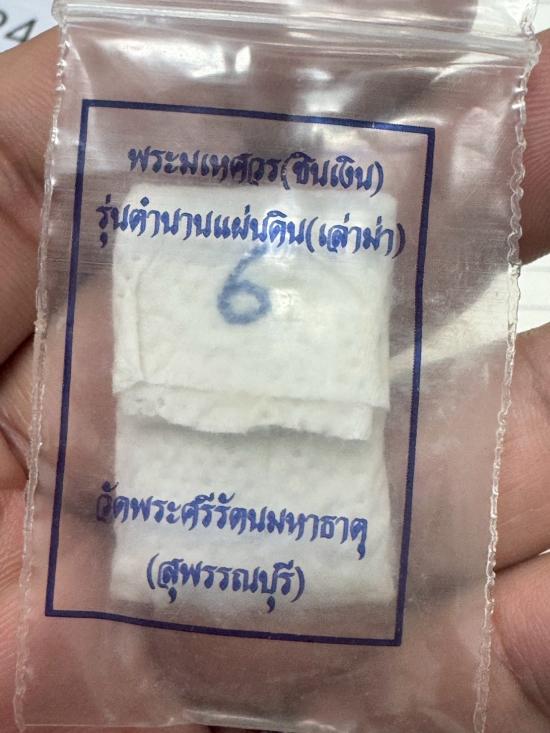 24
พระมเหศวร(ชินเงิน)
รุ่นตำนานแผ่นดิน(เล่าม่า)
6
วัดพระศรีรัตนมหาธาตุ
(สุพรรณบุรี)